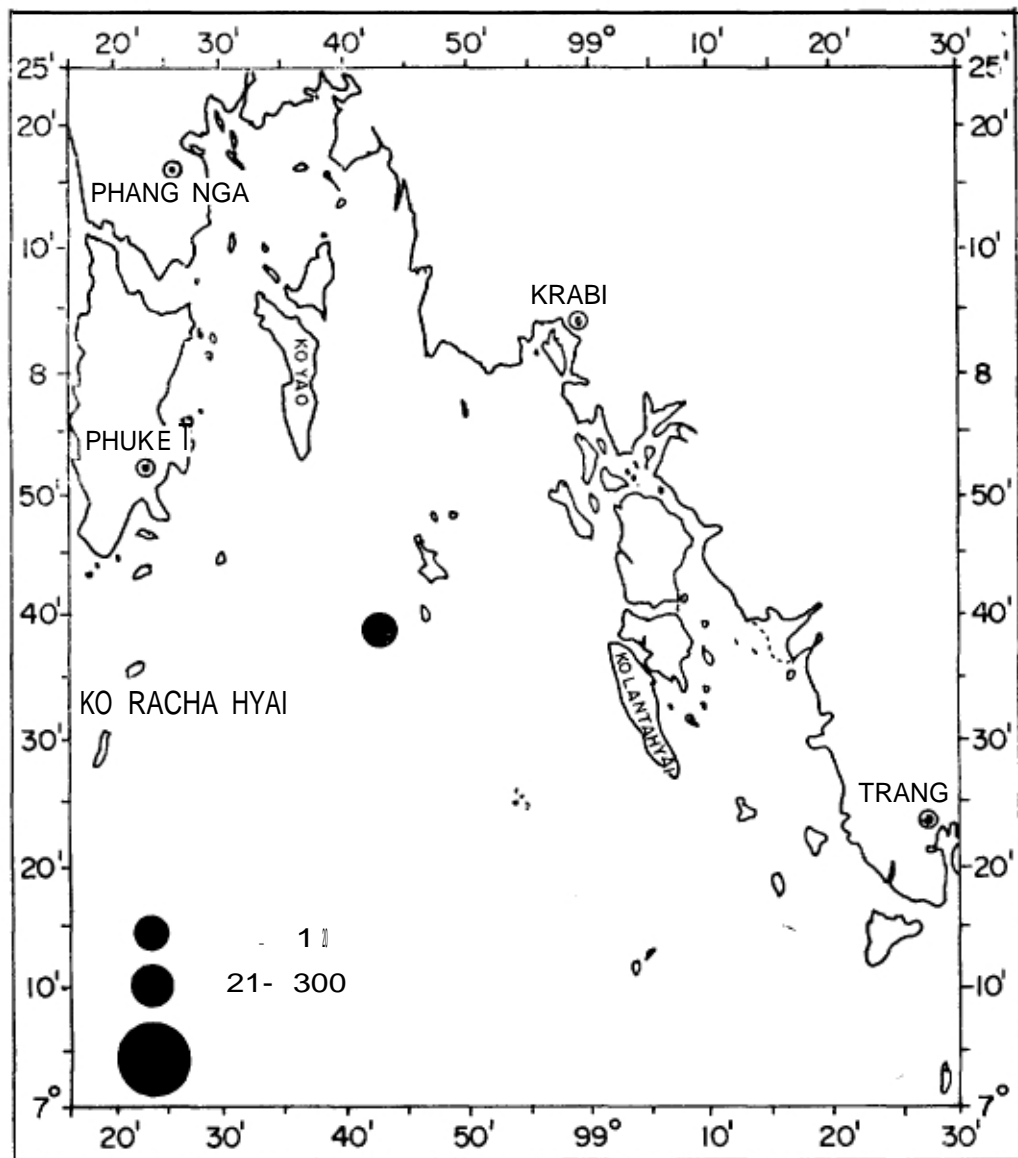 20' 30' 40' 50' 99° 10' 20' 30'
25' 25'
20' 20'
PHANG NGA
10' 10'
KRABI
KO YAO
8 8
PHUKET
50' 50'
40' 40'
KO LANTAHYAI
KO RACHA HYAI
30' 30'
TRANG
20' 20'
1
21- 300
10' 10'
7° 7°
20' 30' 40' 50' 99° 10' 20' 30'